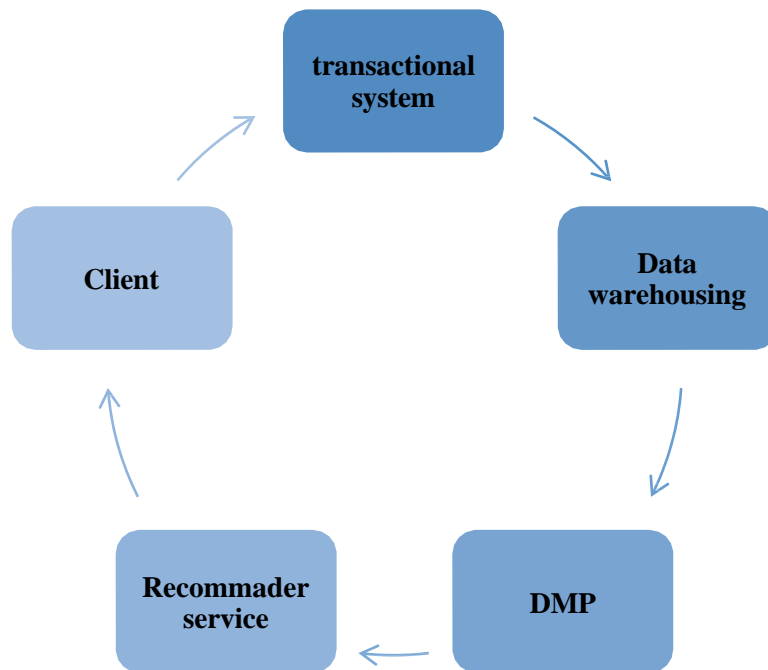 transactional
system
Data
warehousing
DMP
Recommader
service
Client